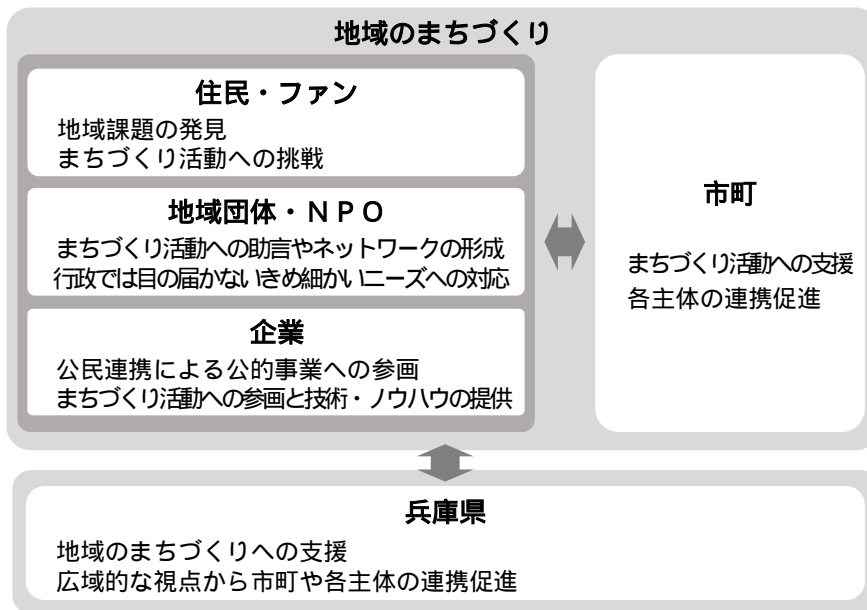 地域のまちづくり
住民・ファン
地域課題の発見
まちづくり活動への挑戦
地域団体・ＮＰＯ
まちづくり活動への助言やネットワークの形成
行政では目の届かないきめ細かいニーズへの対応
企業
公民連携による公的事業への参画
まちづくり活動への参画と技術・ノウハウの提供
市町
まちづくり活動への支援
各主体の連携促進
兵庫県
地域のまちづくりへの支援
広域的な視点から市町や各主体の連携促進